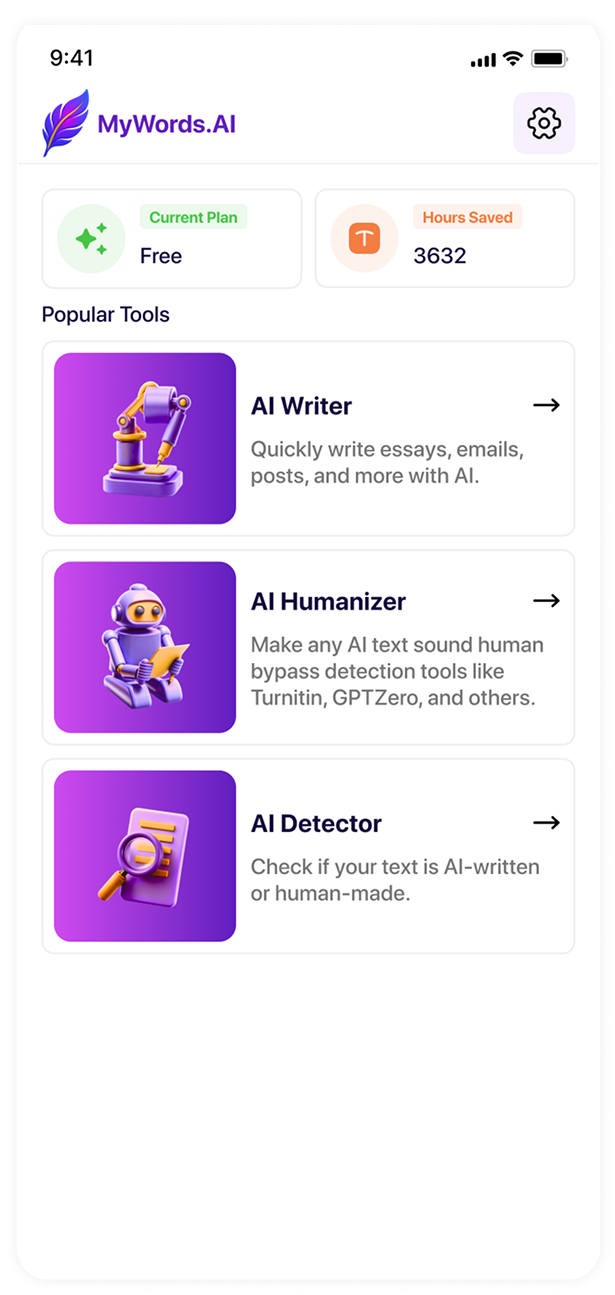 9:41
MyWords.AI
Current Plan
Free
Hours Saved
3632
Popular Tools
AI Writer
Quickly write essays, emails,
posts, and more with AI.
AI Humanizer
Make any AI text sound human
bypass detection tools like
Turnitin, GPTZero, and others.
AI Detector
Check if your text is AI-written
or human-made.